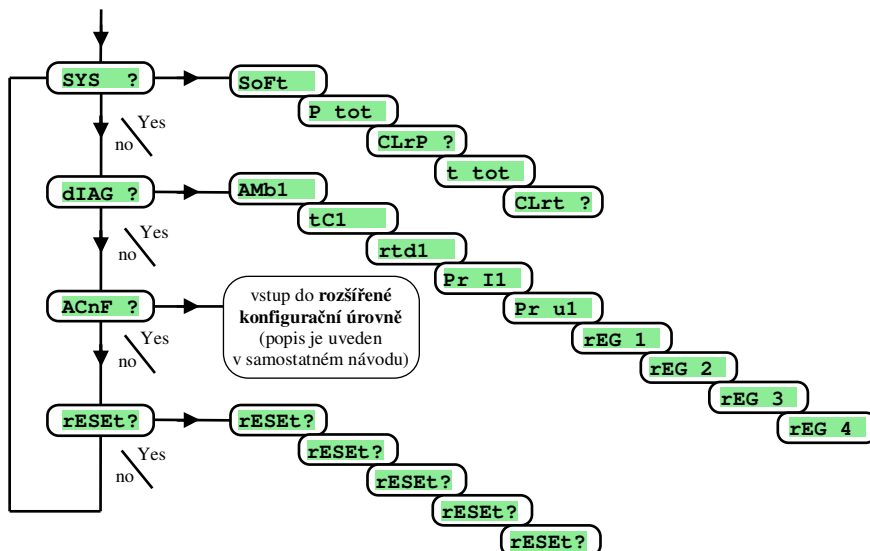 SYS ?
SoFt
P tot
CLrP ?
t tot
CLrt ?
Yes
no
dIAG ?
AMb1
tC1
rtd1
Pr I1
Pr u1
rEG 1
rEG 2
rEG 3
rEG 4
Yes
no
ACnF ?
vstup do rozšířené
konfigurační úrovně
(popis je uveden
v samostatném návodu)
Yes
no
rESEt?
rESEt?
rESEt?
rESEt?
rESEt?
rESEt?
Yes
no